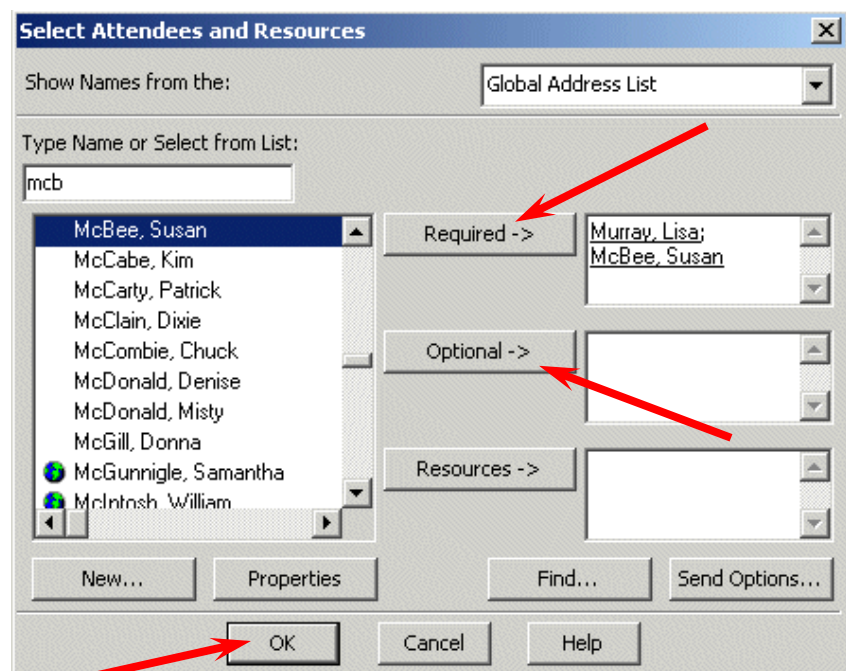 Select Attendees and Resources
Show Names from the:
Global Address List
Type Name or Select from List:
mcb
McBee, Susan
McCabe, Kim
McCarty, Patrick
McClain, Dixie
McCombie, Chuck
McDonald, Denise
McDonald, Misty
McGill, Donna
McGunnigle, Samantha
McIntosh, William
Required ->
Murray, Lisa;
McBee, Susan
Optional ->
Resources ->
New...
Properties
Find...
Send Options...
OK
Cancel
Help